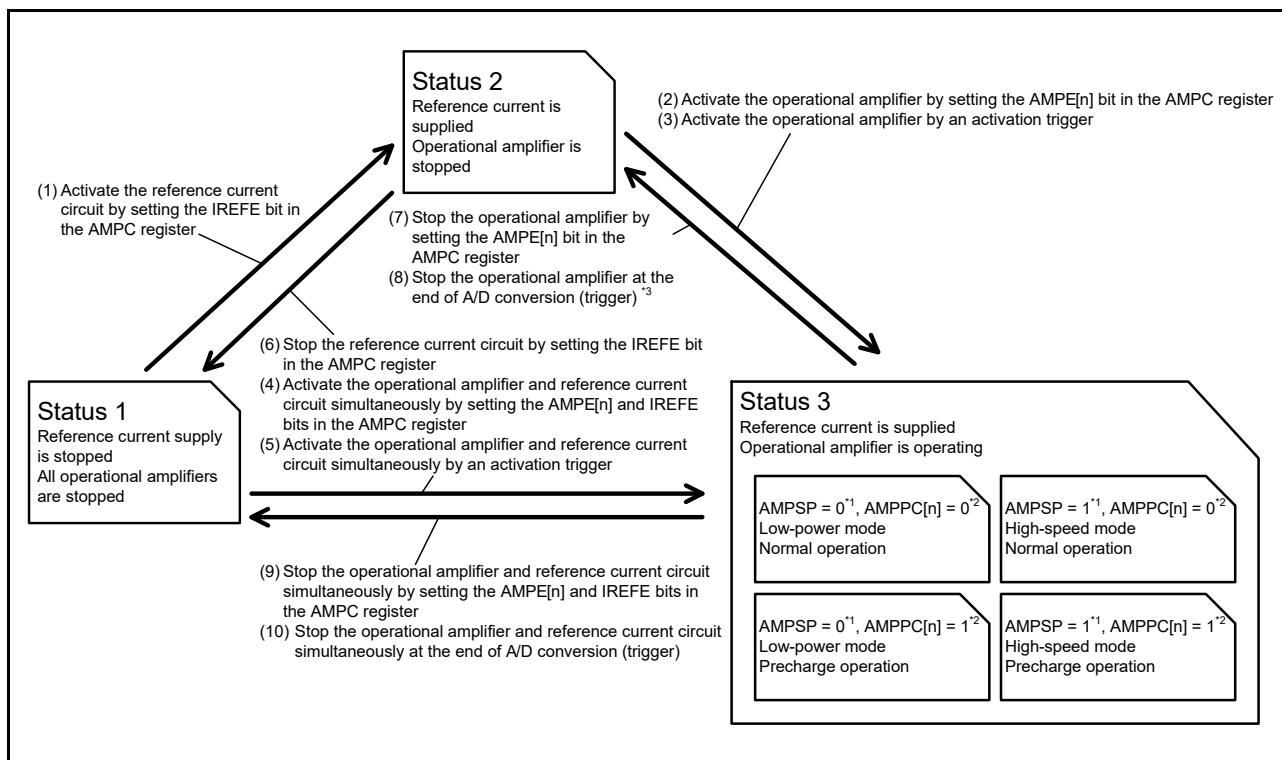 Status 2
Reference current is
supplied
Operational amplifier is
stopped
(2) Activate the operational amplifier by setting the AMPE[n] bit in the AMPC register
(3) Activate the operational amplifier by an activation trigger
(1) Activate the reference current
circuit by setting the IREFE bit in
the AMPC register
(7) Stop the operational amplifier by
setting the AMPE[n] bit in the
AMPC register
(8) Stop the operational amplifier at the
end of A/D conversion (trigger) *3
(6) Stop the reference current circuit by setting the IREFE bit
in the AMPC register
(4) Activate the operational amplifier and reference current
circuit simultaneously by setting the AMPE[n] and IREFE
bits in the AMPC register
(5) Activate the operational amplifier and reference current
circuit simultaneously by an activation trigger
Status 1
Reference current supply
is stopped
All operational amplifiers
are stopped
Status 3
Reference current is supplied
Operational amplifier is operating
AMPSP = 0*1, AMPPC[n] = 0*2
Low-power mode
Normal operation
AMPSP = 1*1, AMPPC[n] = 0*2
High-speed mode
Normal operation
AMPSP = 0*1, AMPPC[n] = 1*2
Low-power mode
Precharge operation
AMPSP = 1*1, AMPPC[n] = 1*2
High-speed mode
Precharge operation
(9) Stop the operational amplifier and reference current circuit
simultaneously by setting the AMPE[n] and IREFE bits in
the AMPC register
(10) Stop the operational amplifier and reference current circuit
simultaneously at the end of A/D conversion (trigger)